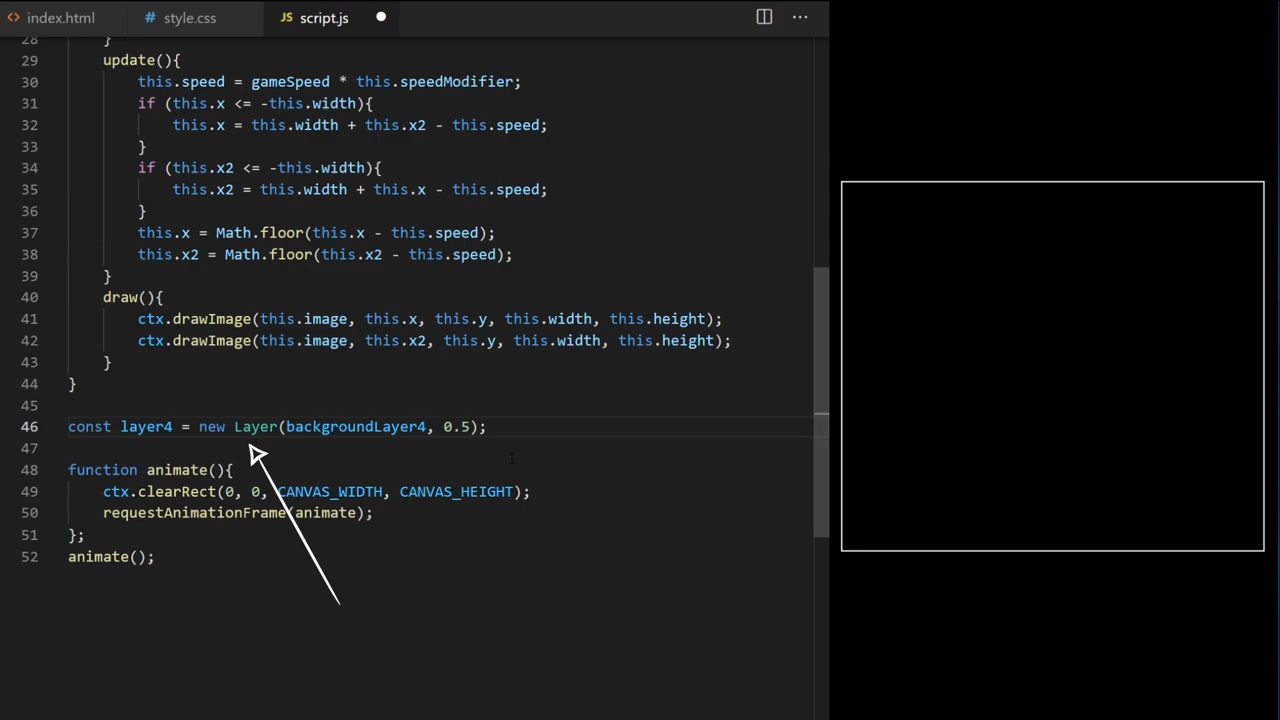 <> index.html # style.css JS script.js ● ···
28 }
29 update(){
30 this.speed = gameSpeed * this.speedModifier;
31 if (this.x <= -this.width){
32 this.x = this.width + this.x2 - this.speed;
33 }
34 if (this.x2 <= -this.width){
35 this.x2 = this.width + this.x - this.speed;
36 }
37 this.x = Math.floor(this.x - this.speed);
38 this.x2 = Math.floor(this.x2 - this.speed);
39 }
40 draw(){
41 ctx.drawImage(this.image, this.x, this.y, this.width, this.height);
42 ctx.drawImage(this.image, this.x2, this.y, this.width, this.height);
43 }
44 }
45
46 const layer4 = new Layer(backgroundLayer4, 0.5);
47
48 function animate(){
49 ctx.clearRect(0, 0, CANVAS_WIDTH, CANVAS_HEIGHT);
50 requestAnimationFrame(animate);
51 };
52 animate();